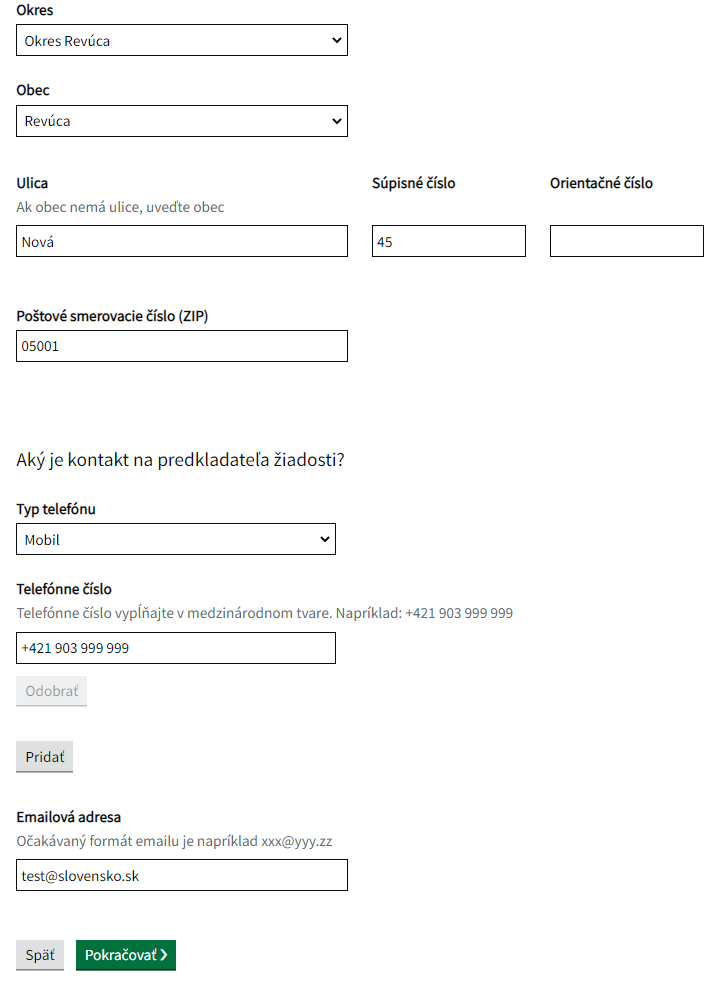 Okres
Okres Revúca
Obec
Revúca
Ulica
Súpisné číslo
Orientačné číslo
Ak obec nemá ulice, uveďte obec
Nová
45
Poštové smerovacie číslo (ZIP)
05001
Aký je kontakt na predkladateľa žiadosti?
Typ telefónu
Mobil
Telefónne číslo
Telefónne číslo vypĺňajte v medzinárodnom tvare. Napríklad: +421 903 999 999
+421 903 999 999
Odobrať
Pridať
Emailová adresa
Očakávaný formát emailu je napríklad xxx@yyy.zz
test@slovensko.sk
Späť
Pokračovať ❯